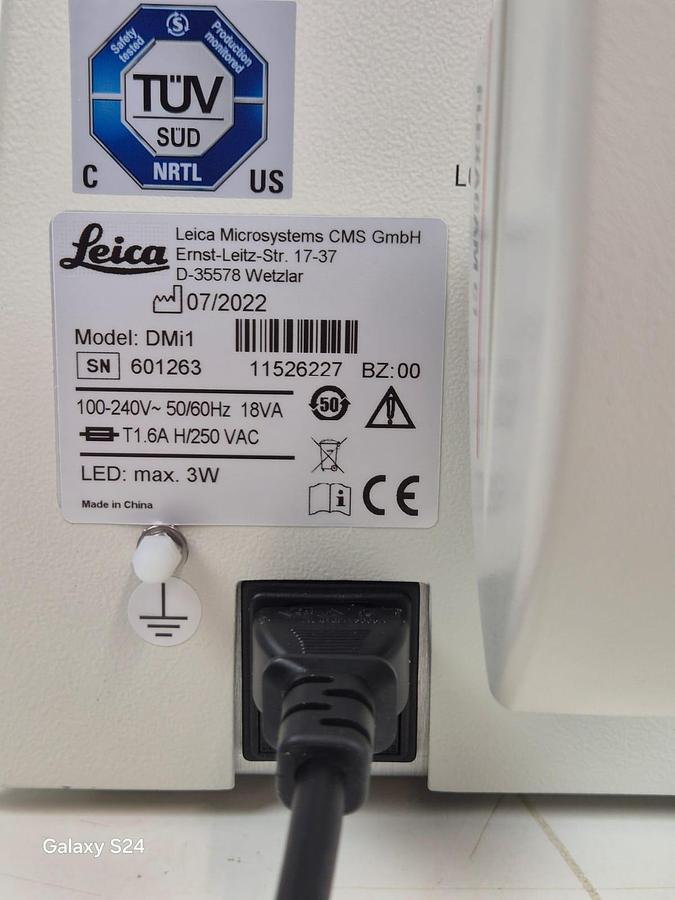 Safety tested
Production monitored
TÜV
SÜD
NRTL
C US
Leica
Leica Microsystems CMS GmbH
Ernst-Leitz-Str. 17-37
D-35578 Wetzlar
07/2022
Model: DMi1
SN 601263
11526227 BZ:00
100-240V~ 50/60Hz 18VA
50
T1.6A H/250 VAC
LED: max. 3W
i
CE
Made in China
Galaxy S24